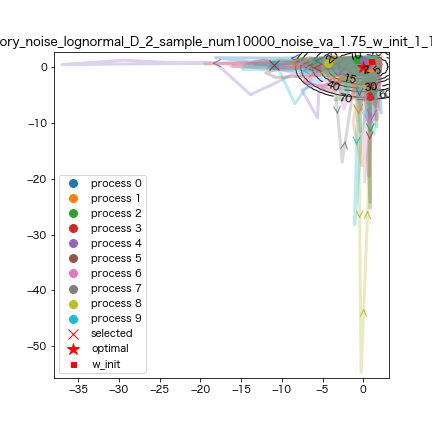 ory_noise_lognormal_D_2_sample_num10000_noise_va_1.75_w_init_1_1
0
−10
−20
−30
−40
−50
−35
−30
−25
−20
−15
−10
−5
0
process 0
process 1
process 2
process 3
process 4
process 5
process 6
process 7
process 8
process 9
selected
optimal
w_init
15
30
40
70